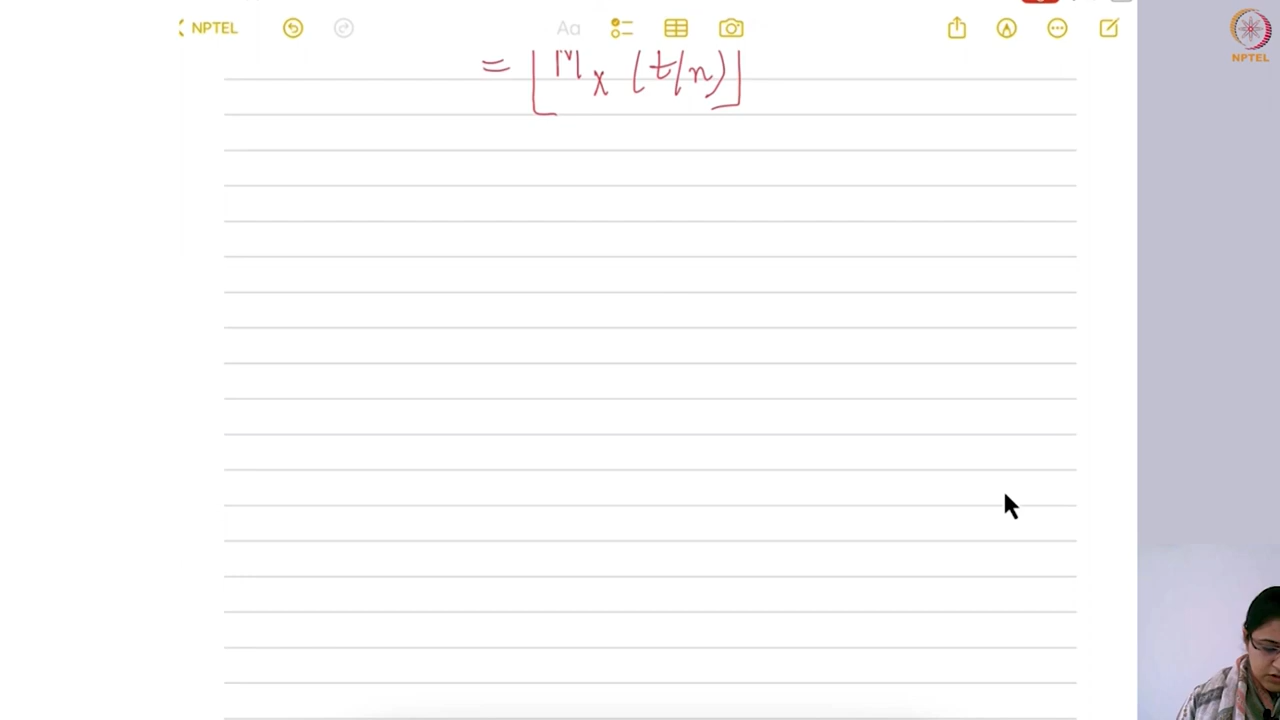 NPTEL
Aa
= [M_X (t/n)]
NPTEL